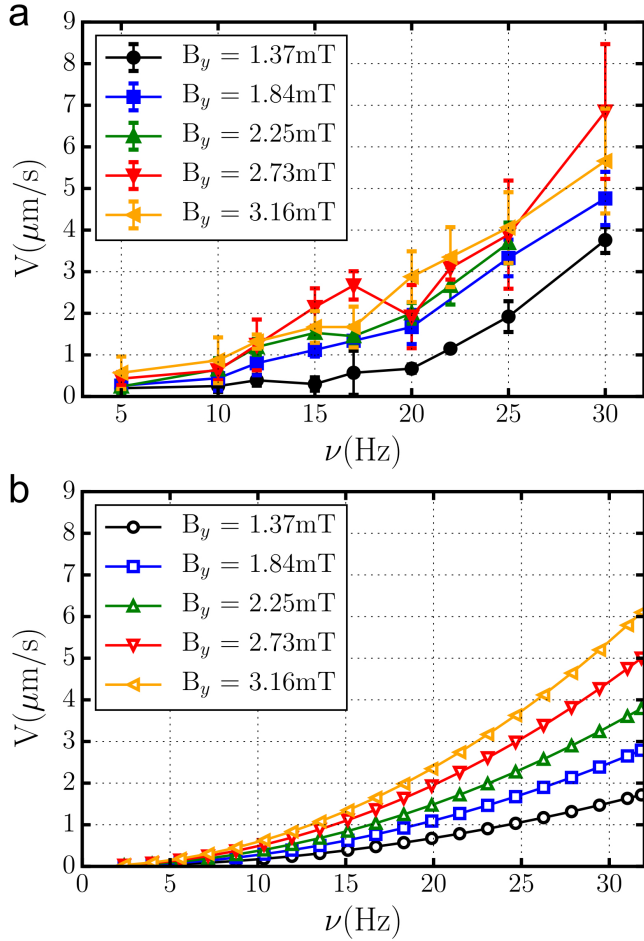 a
9
8
7
6
5
4
3
2
1
0
V(μm/s)
B_y = 1.37mT
B_y = 1.84mT
B_y = 2.25mT
B_y = 2.73mT
B_y = 3.16mT
5 10 15 20 25 30
ν(Hz)
b
9
8
7
6
5
4
3
2
1
0
V(μm/s)
B_y = 1.37mT
B_y = 1.84mT
B_y = 2.25mT
B_y = 2.73mT
B_y = 3.16mT
0 5 10 15 20 25 30
ν(Hz)